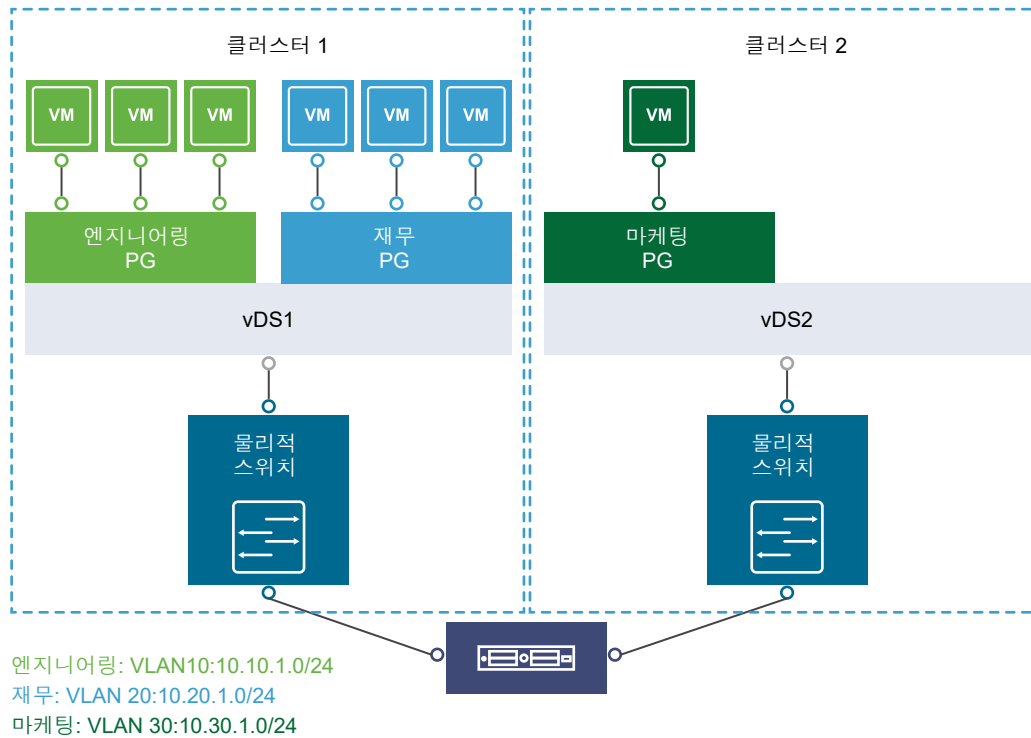 클러스터 1
클러스터 2
VM VM VM VM VM VM VM
엔지니어링
PG
재무
PG
마케팅
PG
vDS1
vDS2
물리적
스위치
물리적
스위치
엔지니어링: VLAN10:10.10.1.0/24
재무: VLAN 20:10.20.1.0/24
마케팅: VLAN 30:10.30.1.0/24